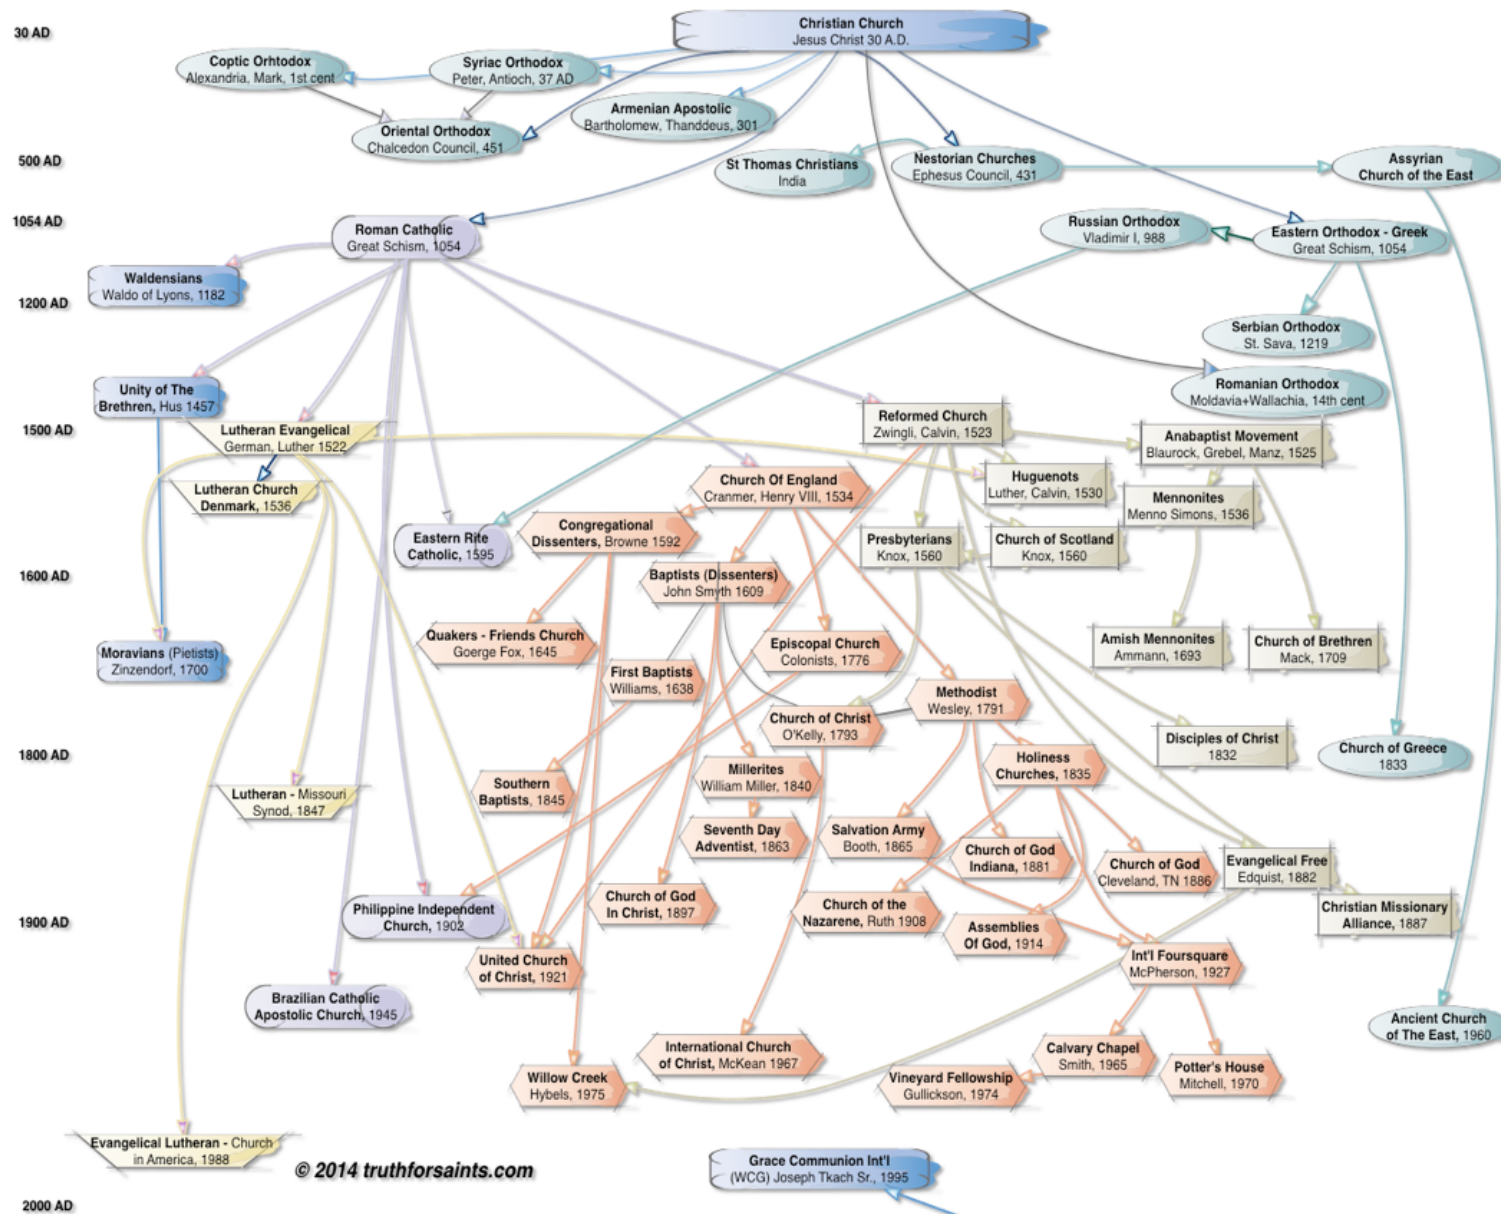 Christian Church
Jesus Christ 30 A.D.
30 AD
Coptic Orhtodox
Alexandria, Mark, 1st cent
Syriac Orthodox
Peter, Antioch, 37 AD
Armenian Apostolic
Bartholomew, Thanddeus, 301
Oriental Orthodox
Chalcedon Council, 451
500 AD
St Thomas Christians
India
Nestorian Churches
Ephesus Council, 431
Assyrian
Church of the East
1054 AD
Roman Catholic
Great Schism, 1054
Russian Orthodox
Vladimir I, 988
Eastern Orthodox - Greek
Great Schism, 1054
Waldensians
Waldo of Lyons, 1182
1200 AD
Serbian Orthodox
St. Sava, 1219
Unity of The
Brethren, Hus 1457
Romanian Orthodox
Moldavia+Wallachia, 14th cent
1500 AD
Lutheran Evangelical
German, Luther 1522
Reformed Church
Zwingli, Calvin, 1523
Anabaptist Movement
Blaurock, Grebel, Manz, 1525
Lutheran Church
Denmark, 1536
Church Of England
Cranmer, Henry VIII, 1534
Huguenots
Luther, Calvin, 1530
Mennonites
Menno Simons, 1536
Eastern Rite
Catholic, 1595
Congregational
Dissenters, Browne 1592
Presbyterians
Knox, 1560
Church of Scotland
Knox, 1560
1600 AD
Baptists (Dissenters)
John Smyth 1609
Moravians (Pietists)
Zinzendorf, 1700
Quakers - Friends Church
Goerge Fox, 1645
First Baptists
Williams, 1638
Episcopal Church
Colonists, 1776
Amish Mennonites
Ammann, 1693
Church of Brethren
Mack, 1709
Methodist
Wesley, 1791
Church of Christ
O'Kelly, 1793
Disciples of Christ
1832
Church of Greece
1833
1800 AD
Lutheran - Missouri
Synod, 1847
Southern
Baptists, 1845
Millerites
William Miller, 1840
Holiness
Churches, 1835
Seventh Day
Adventist, 1863
Salvation Army
Booth, 1865
Church of God
Indiana, 1881
Church of God
Cleveland, TN 1886
Evangelical Free
Edquist, 1882
1900 AD
Philippine Independent
Church, 1902
Church of God
In Christ, 1897
Church of the
Nazarene, Ruth 1908
Assemblies
Of God, 1914
Christian Missionary
Alliance, 1887
United Church
of Christ, 1921
Int'l Foursquare
McPherson, 1927
Brazilian Catholic
Apostolic Church, 1945
Ancient Church
of The East, 1960
International Church
of Christ, McKean 1967
Calvary Chapel
Smith, 1965
Potter's House
Mitchell, 1970
Willow Creek
Hybels, 1975
Vineyard Fellowship
Gullickson, 1974
Evangelical Lutheran - Church
in America, 1988
© 2014 truthforsaints.com
Grace Communion Int'l
(WCG) Joseph Tkach Sr., 1995
2000 AD